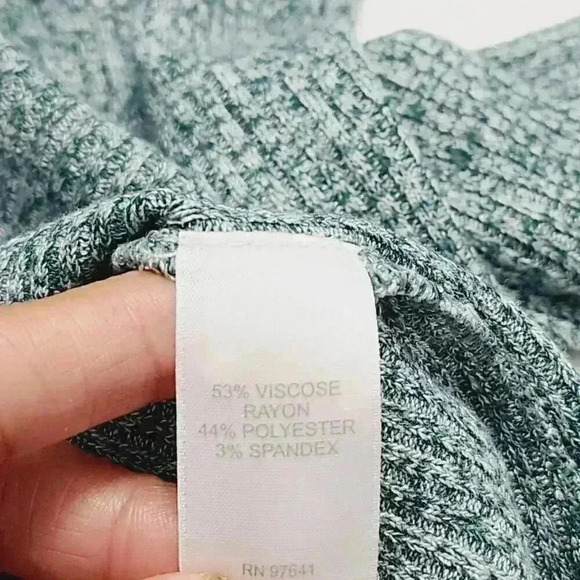 53% VISCOSE
RAYON
44% POLYESTER
3% SPANDEX
RN 97641